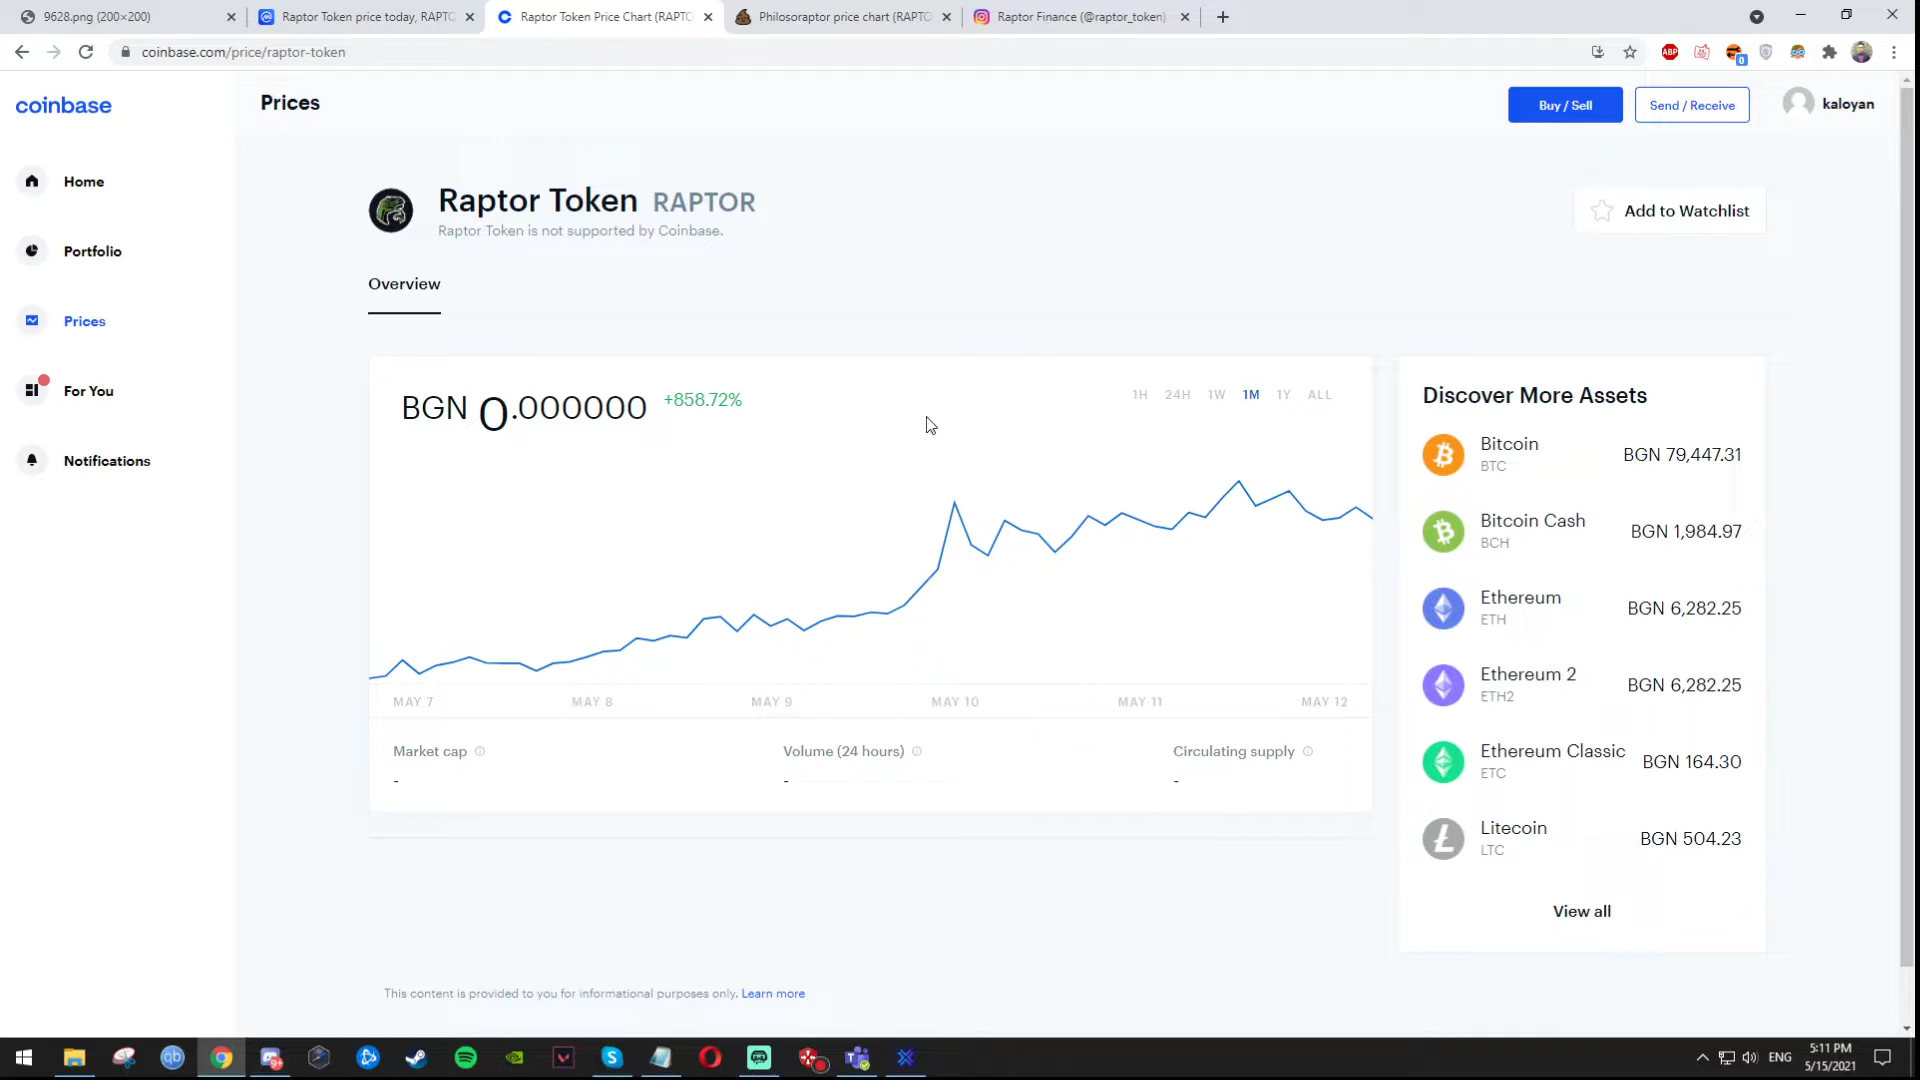 9628.png (200×200)
Raptor Token price today, RAPTO
Raptor Token Price Chart (RAPTO
Philosoraptor price chart (RAPTO
Raptor Finance (@raptor_token)
coinbase.com/price/raptor-token
ABP
0
coinbase
Prices
Buy / Sell
Send / Receive
kaloyan
Home
Portfolio
Prices
For You
Notifications
Raptor Token RAPTOR
Raptor Token is not supported by Coinbase.
Add to Watchlist
Overview
BGN 0.000000 +858.72%
1H 24H 1W 1M 1Y ALL
MAY 7 MAY 8 MAY 9 MAY 10 MAY 11 MAY 12
Market cap
-
Volume (24 hours)
-
Circulating supply
-
Discover More Assets
Bitcoin
BTC
BGN 79,447.31
Bitcoin Cash
BCH
BGN 1,984.97
Ethereum
ETH
BGN 6,282.25
Ethereum 2
ETH2
BGN 6,282.25
Ethereum Classic
ETC
BGN 164.30
Litecoin
LTC
BGN 504.23
View all
This content is provided to you for informational purposes only. Learn more
qb
ENG
5:11 PM
5/15/2021